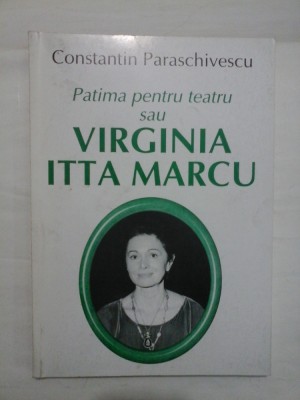 Constantin Paraschivescu
Patima pentru teatru
sau
VIRGINIA
ITTA MARCU